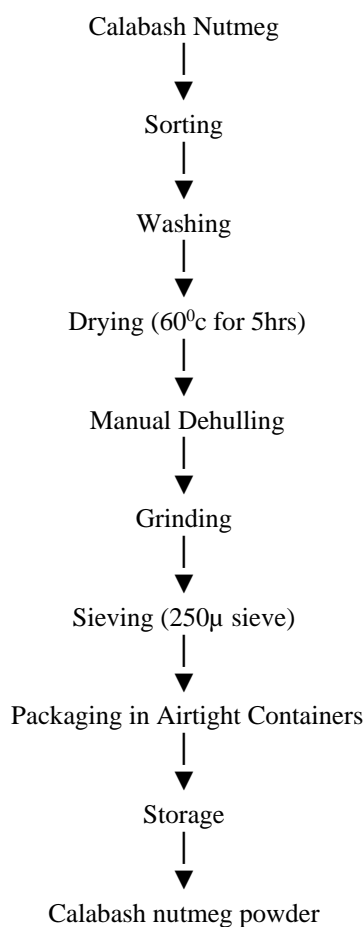 Calabash Nutmeg
Sorting
Washing
Drying (60⁰c for 5hrs)
Manual Dehulling
Grinding
Sieving (250µ sieve)
Packaging in Airtight Containers
Storage
Calabash nutmeg powder